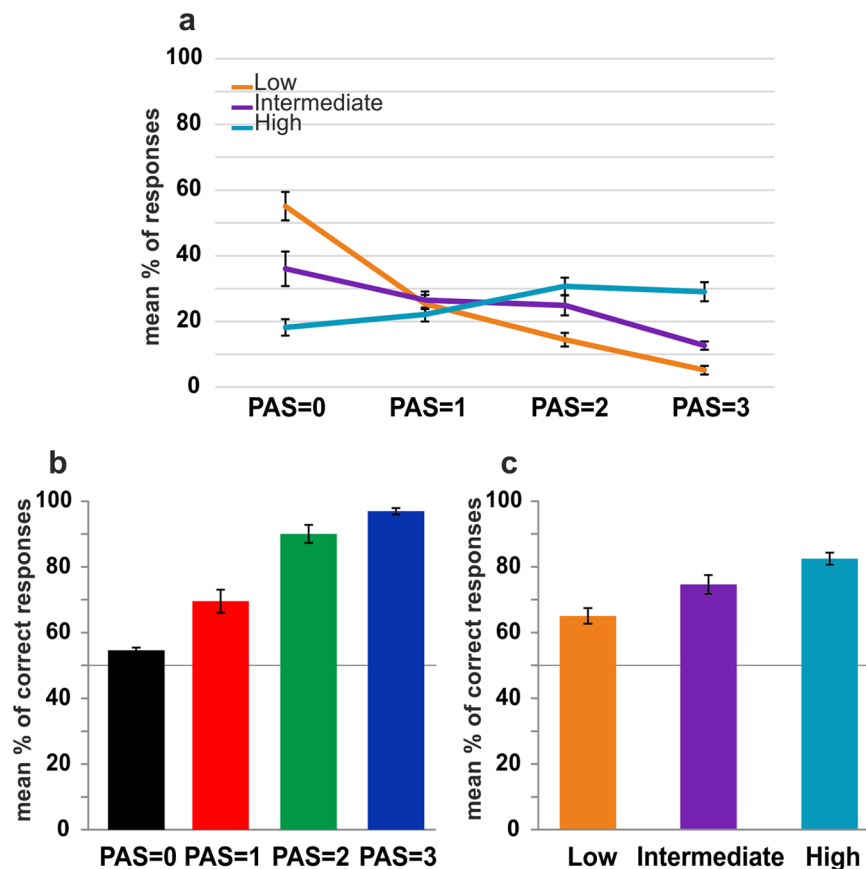 a
mean % of responses
100
80
60
40
20
0
Low
Intermediate
High
PAS=0 PAS=1 PAS=2 PAS=3
b
mean % of correct responses
100
80
60
40
20
0
PAS=0 PAS=1 PAS=2 PAS=3
c
mean % of correct responses
100
80
60
40
20
0
Low Intermediate High